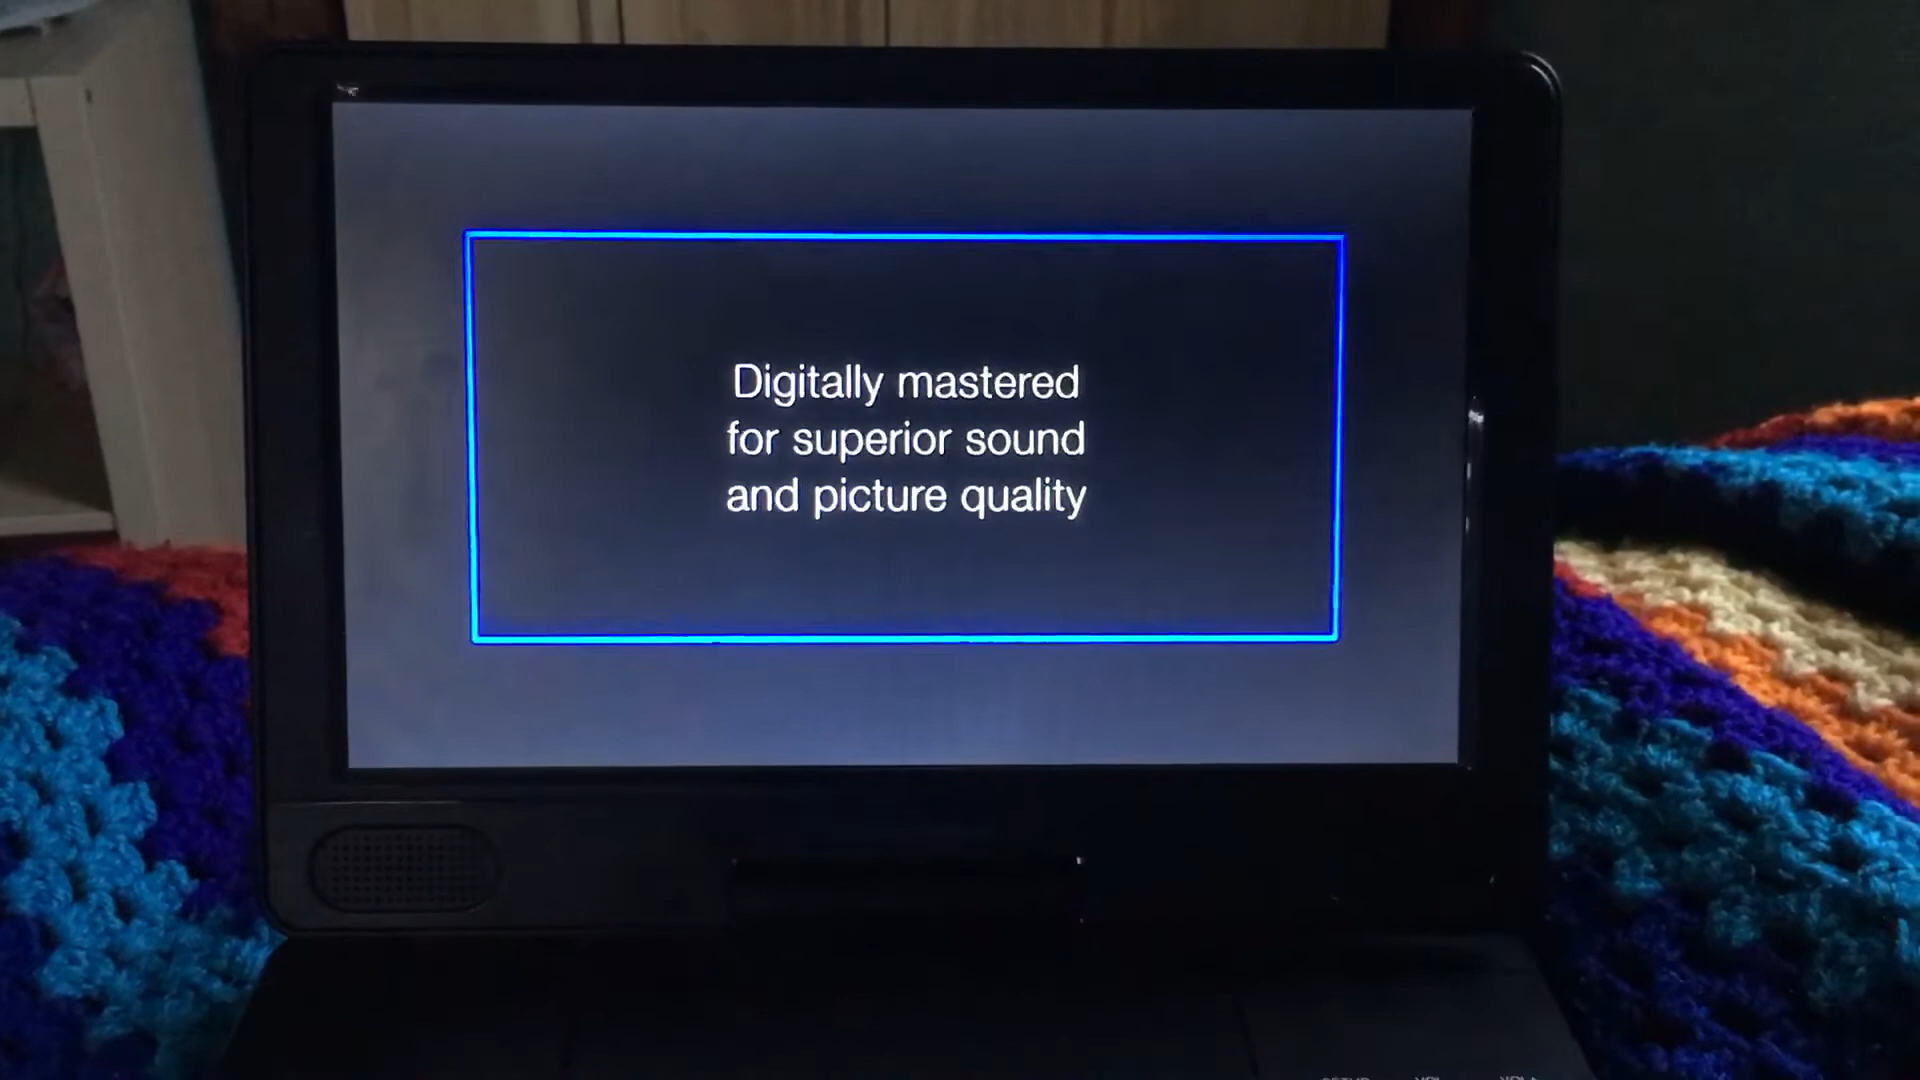 Digitally mastered
for superior sound
and picture quality